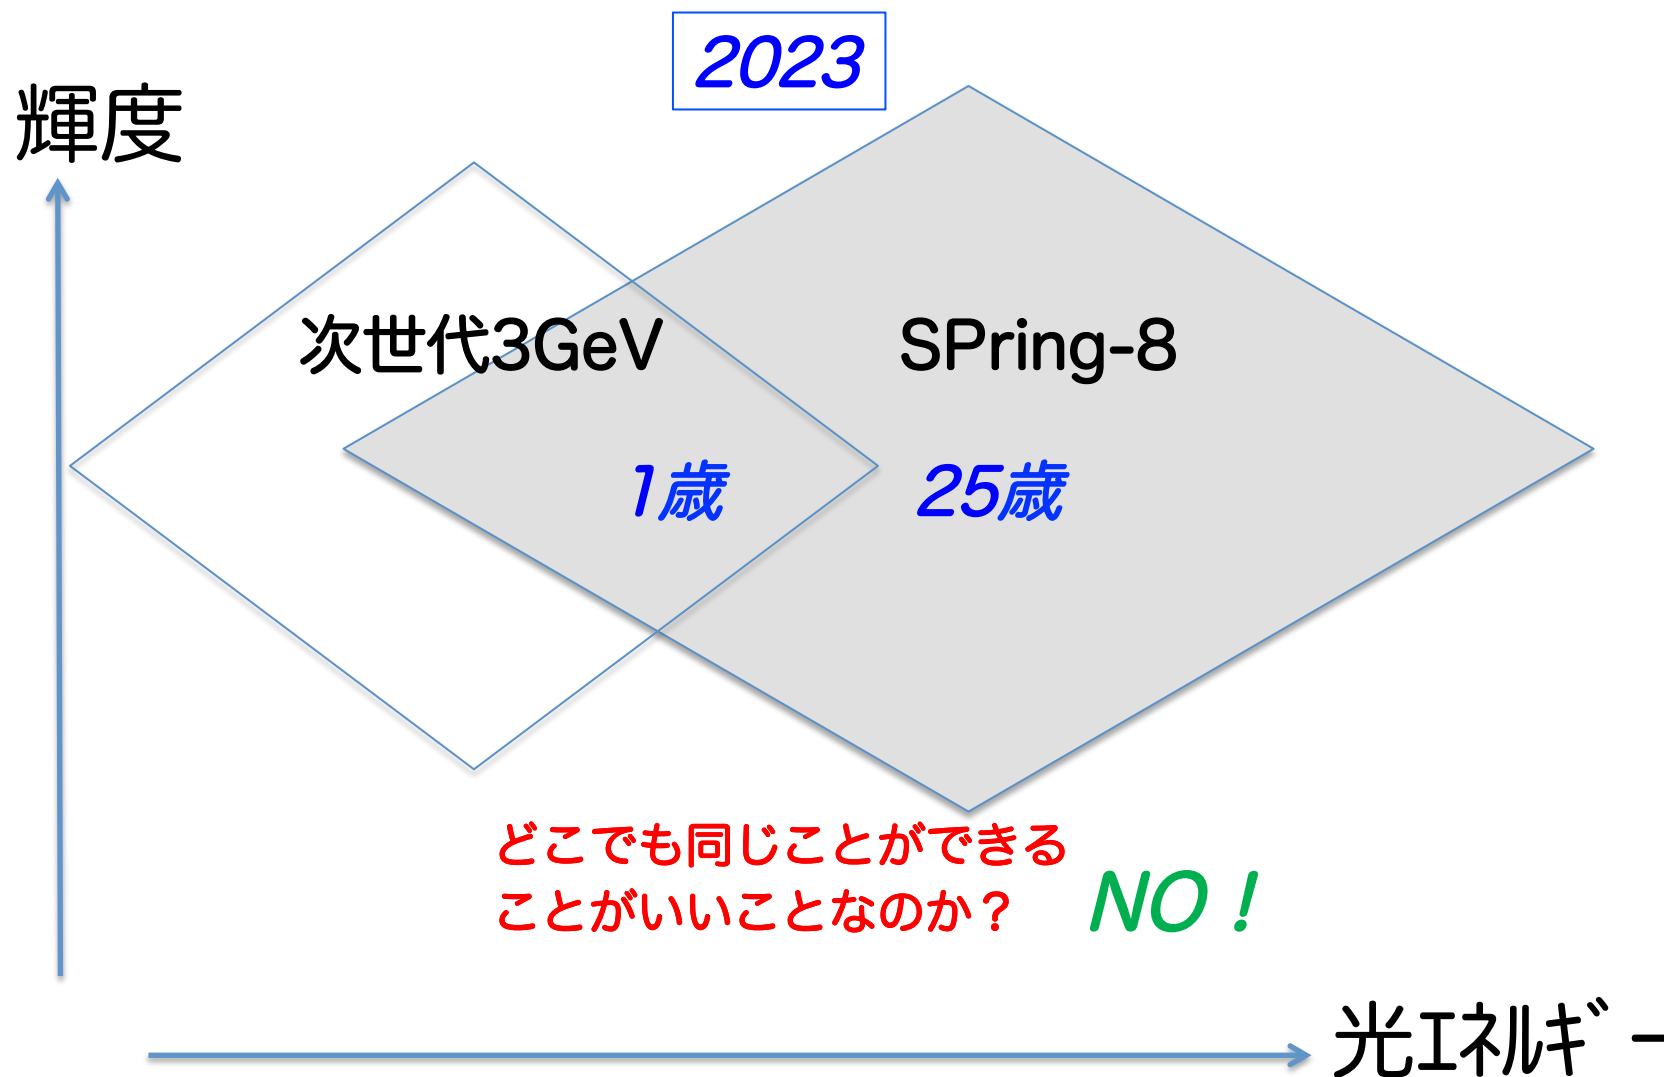 2023
輝度
次世代3GeV
SPring-8
1歳
25歳
どこでも同じことができる
ことがいいことなのか？
NO！
光ｴﾈﾙｷﾞｰ